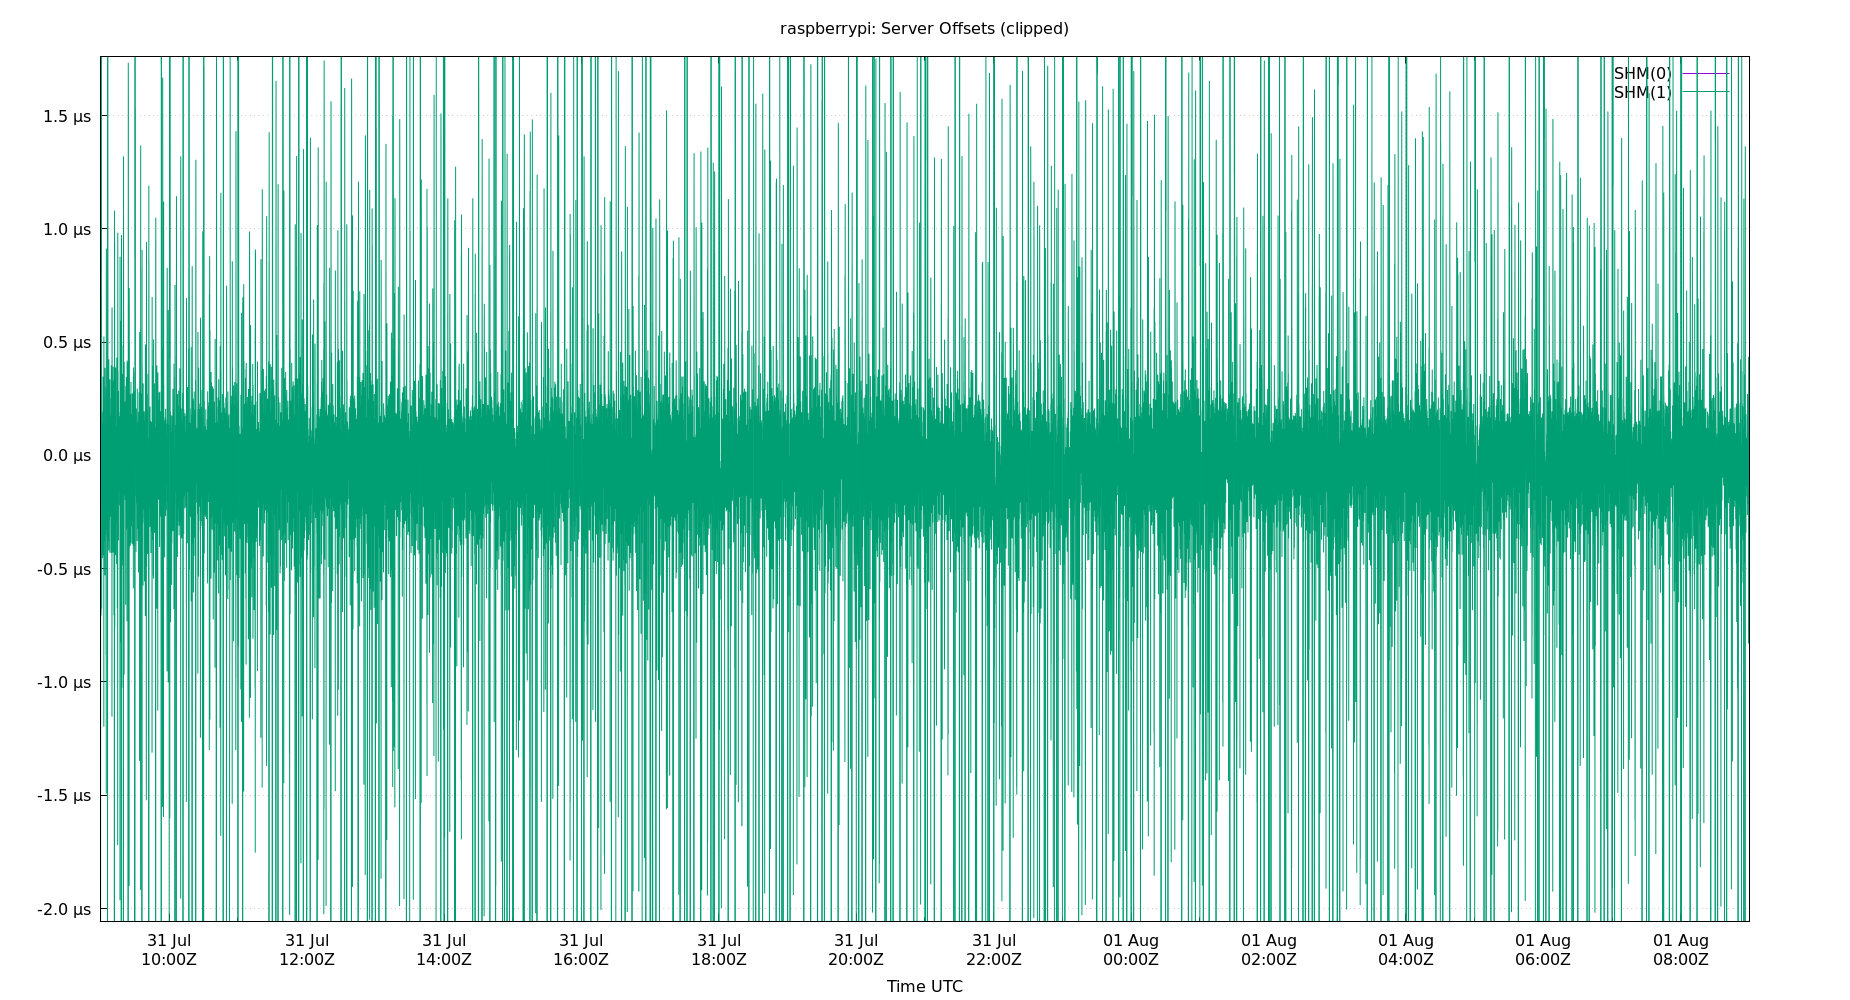 raspberrypi: Server Offsets (clipped)
SHM(0)
SHM(1)
1.5 µs
1.0 µs
0.5 µs
0.0 µs
-0.5 µs
-1.0 µs
-1.5 µs
-2.0 µs
31 Jul 31 Jul 31 Jul 31 Jul 31 Jul 31 Jul 31 Jul 01 Aug 01 Aug 01 Aug 01 Aug 01 Aug
10:00Z 12:00Z 14:00Z 16:00Z 18:00Z 20:00Z 22:00Z 00:00Z 02:00Z 04:00Z 06:00Z 08:00Z
Time UTC